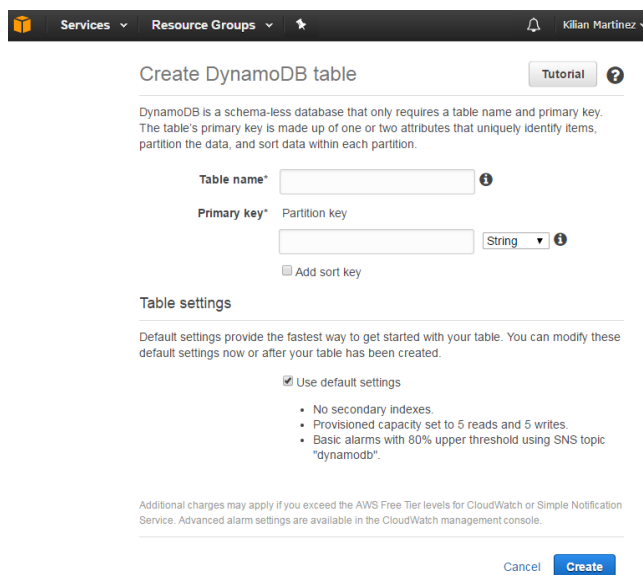 Services Resource Groups Kilian Martinez
Create DynamoDB table Tutorial ?
DynamoDB is a schema-less database that only requires a table name and primary key.
The table's primary key is made up of one or two attributes that uniquely identify items,
partition the data, and sort data within each partition.
Table name*
Primary key* Partition key
String
Add sort key
Table settings
Default settings provide the fastest way to get started with your table. You can modify these
default settings now or after your table has been created.
Use default settings
• No secondary indexes.
• Provisioned capacity set to 5 reads and 5 writes.
• Basic alarms with 80% upper threshold using SNS topic
"dynamodb".
Additional charges may apply if you exceed the AWS Free Tier levels for CloudWatch or Simple Notification
Service. Advanced alarm settings are available in the CloudWatch management console.
Cancel Create